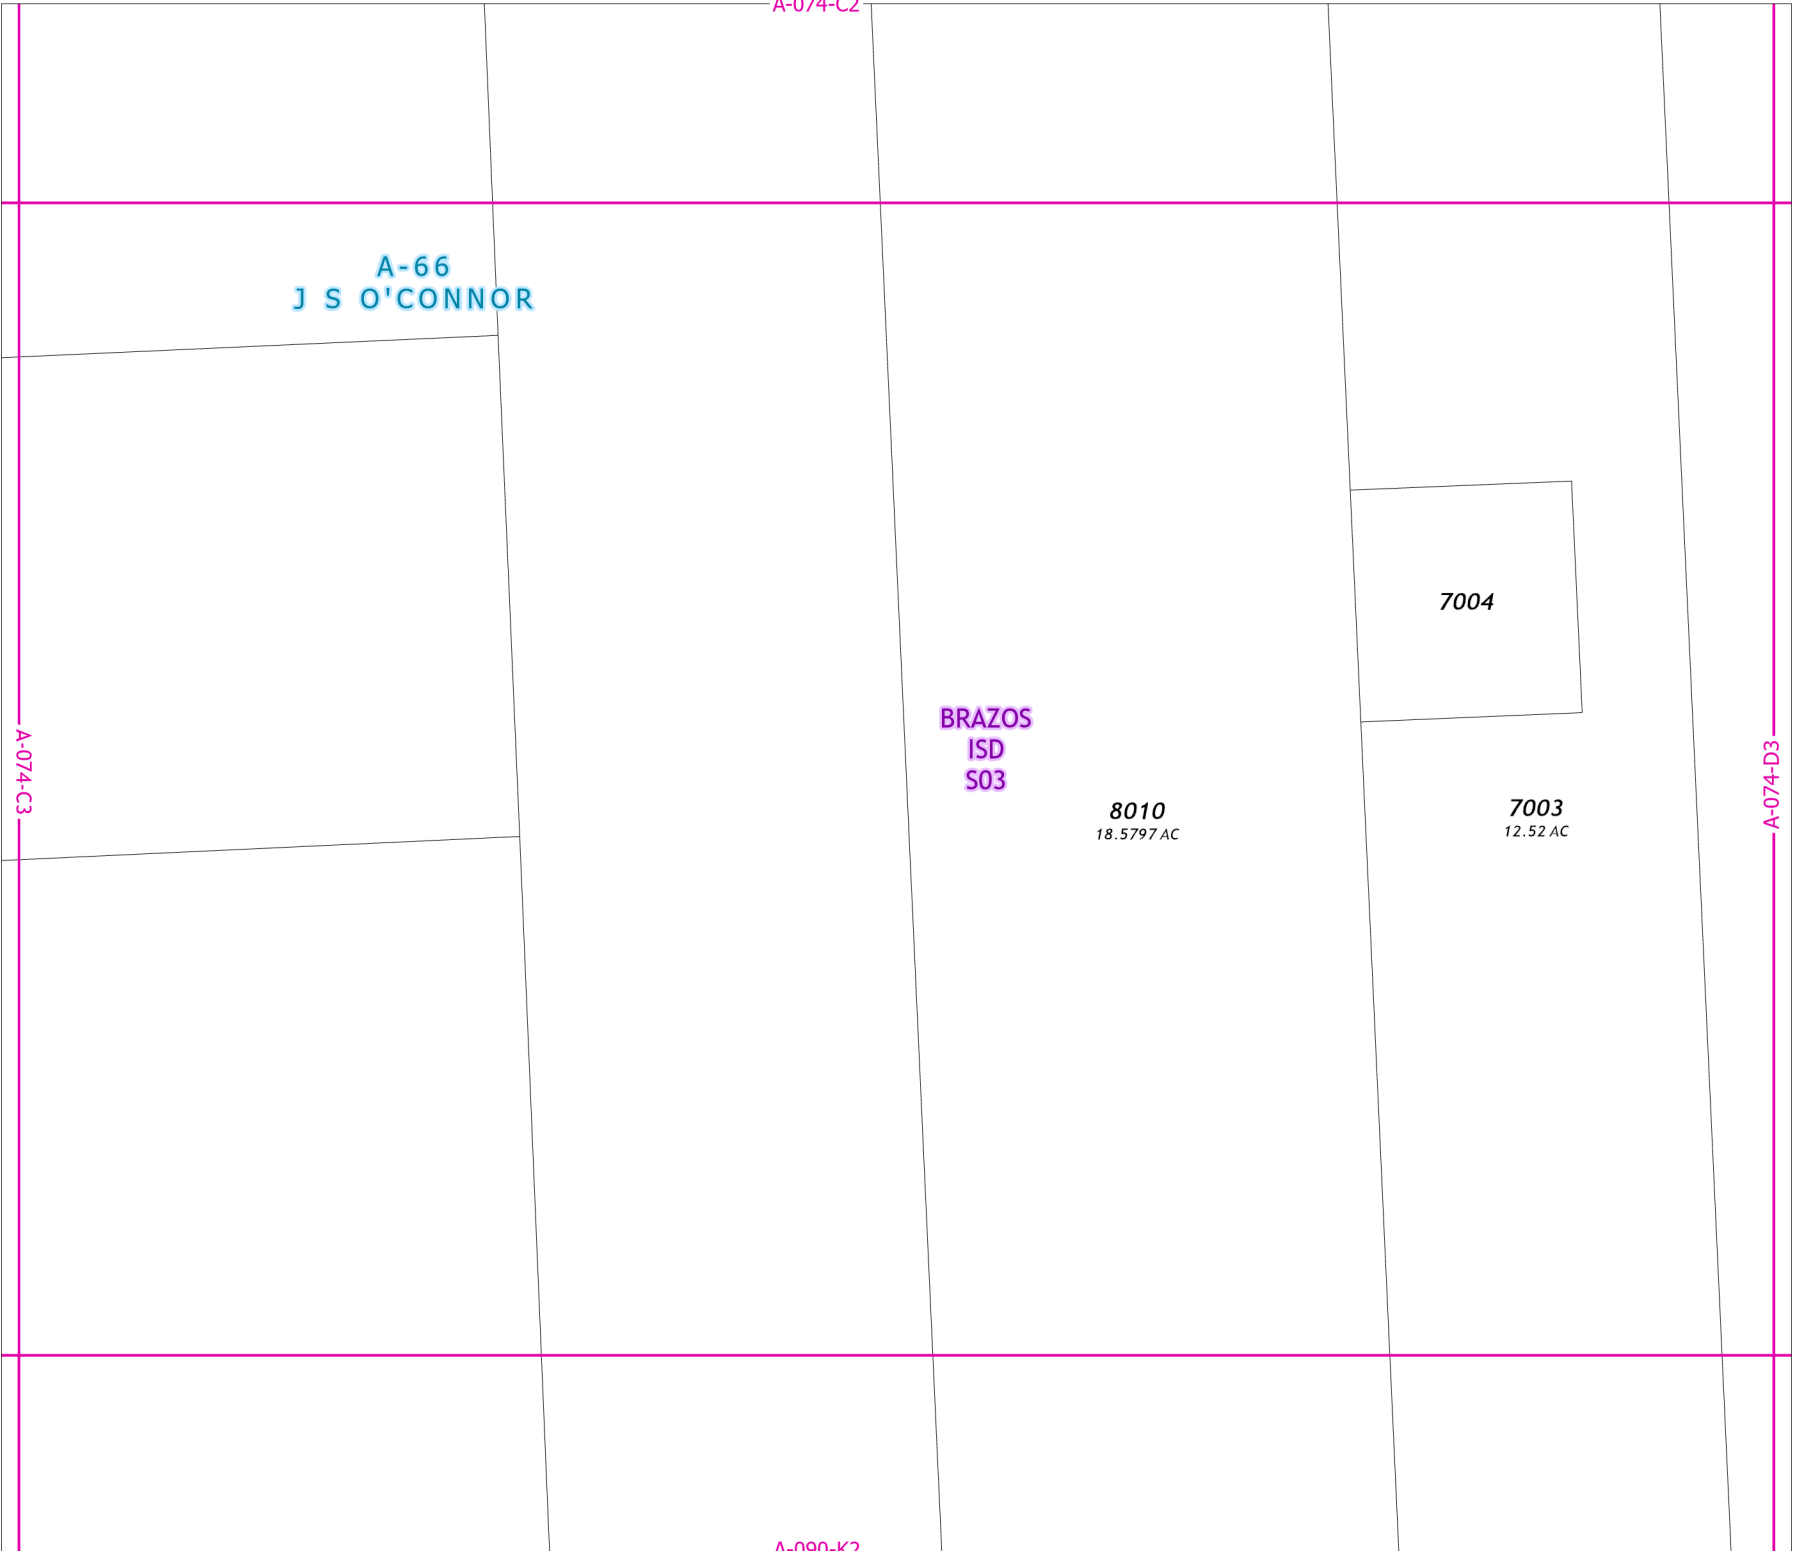 A-074-C2
A-66
J S O'CONNOR
7004
BRAZOS
ISD
S03
A-074-C3
A-074-D3
8010
18.5797 AC
7003
12.52 AC
A-090-K2